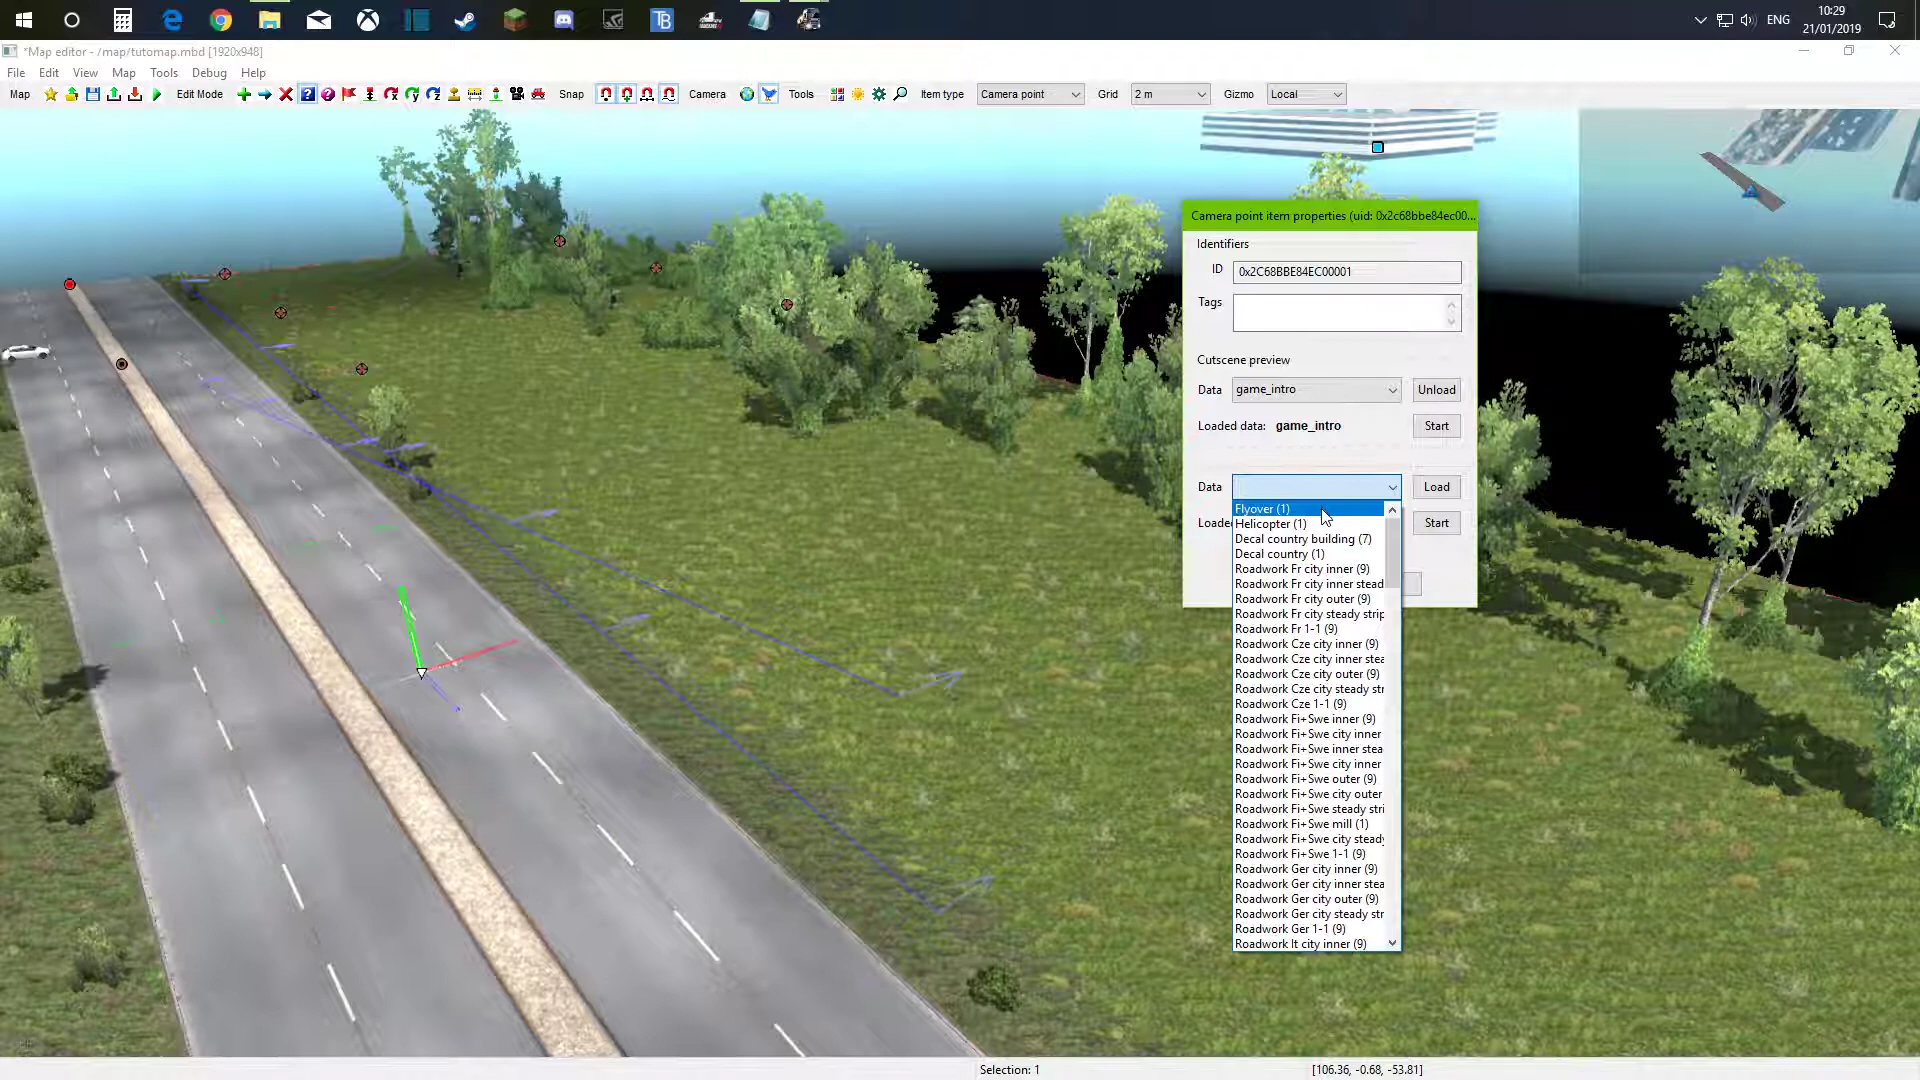 TB
ENG
10:29
21/01/2019
*Map editor - /map/tutomap.mbd [1920x948]
File Edit View Map Tools Debug Help
Map Edit Mode Snap Camera Tools Item type Camera point Grid 2 m Gizmo Local
Camera point item properties (uid: 0x2c68bbe84ec00...
Identifiers
ID 0x2C68BBE84EC00001
Tags
Cutscene preview
Data game_intro Unload
Loaded data: game_intro Start
Data Load
Flyover (1)
Loade Start
Helicopter (1)
Decal country building (7)
Decal country (1)
Roadwork Fr city inner (9)
Roadwork Fr city inner stead
Roadwork Fr city outer (9)
Roadwork Fr city steady strip
Roadwork Fr 1-1 (9)
Roadwork Cze city inner (9)
Roadwork Cze city inner stea
Roadwork Cze city outer (9)
Roadwork Cze city steady str
Roadwork Cze 1-1 (9)
Roadwork Fi+Swe inner (9)
Roadwork Fi+Swe city inner
Roadwork Fi+Swe inner stea
Roadwork Fi+Swe city inner
Roadwork Fi+Swe outer (9)
Roadwork Fi+Swe city outer
Roadwork Fi+Swe steady stri
Roadwork Fi+Swe mill (1)
Roadwork Fi+Swe city steady
Roadwork Fi+Swe 1-1 (9)
Roadwork Ger city inner (9)
Roadwork Ger city inner stea
Roadwork Ger city outer (9)
Roadwork Ger city steady str
Roadwork Ger 1-1 (9)
Roadwork It city inner (9)
Selection: 1
[106.36, -0.68, -53.81]